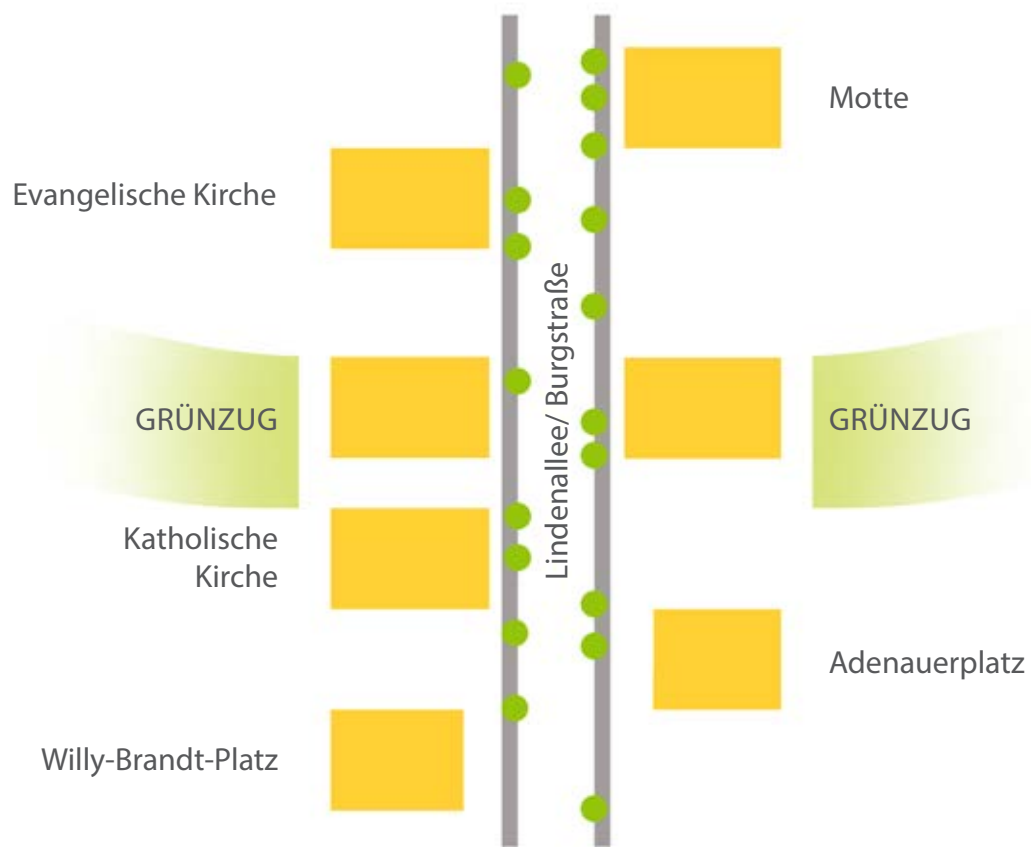 Motte
Evangelische Kirche
Lindenallee/ Burgstraße
GRÜNZUG
GRÜNZUG
Katholische
Kirche
Adenauerplatz
Willy-Brandt-Platz